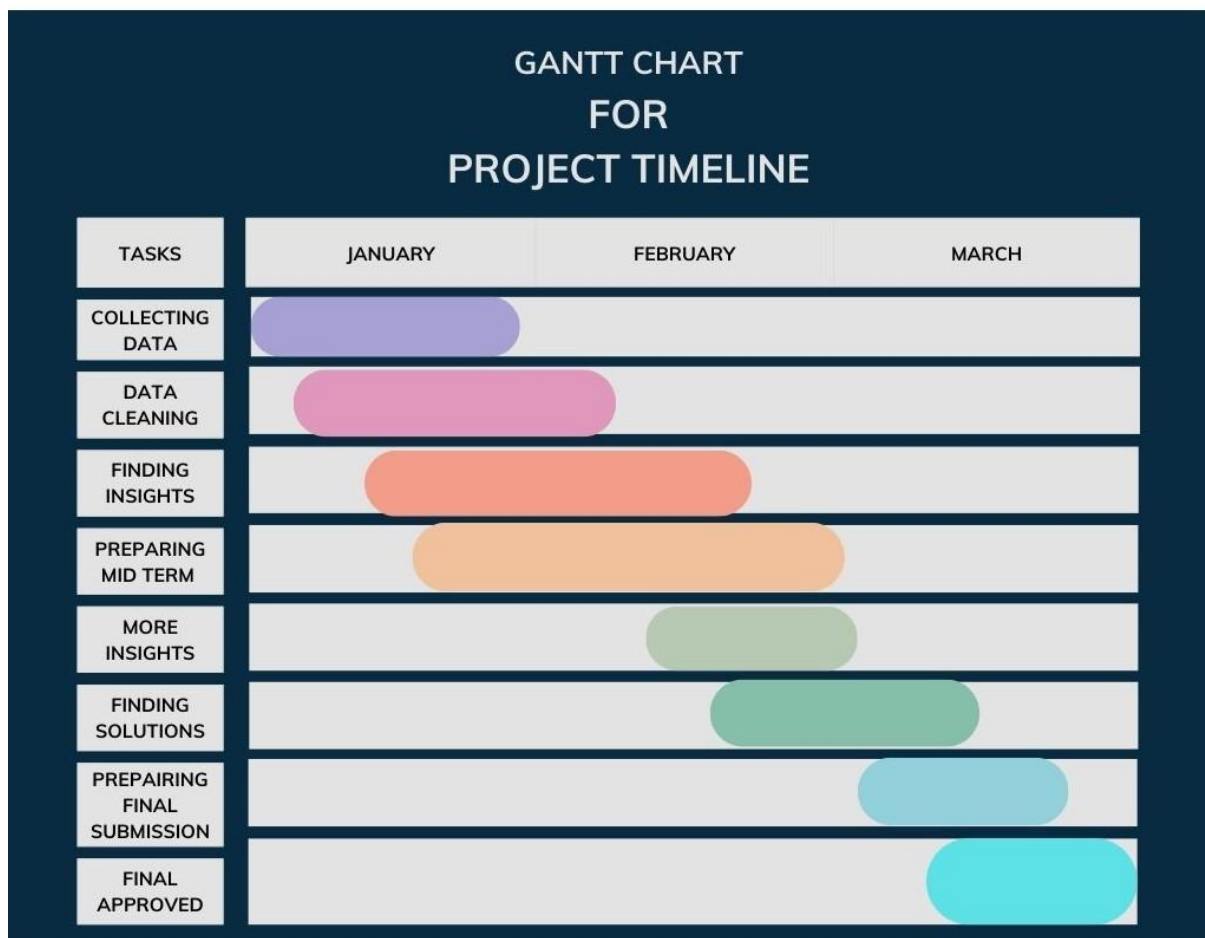 GANTT CHART
FOR
PROJECT TIMELINE
TASKS JANUARY FEBRUARY MARCH
COLLECTING
DATA
DATA
CLEANING
FINDING
INSIGHTS
PREPARING
MID TERM
MORE
INSIGHTS
FINDING
SOLUTIONS
PREPAIRING
FINAL
SUBMISSION
FINAL
APPROVED